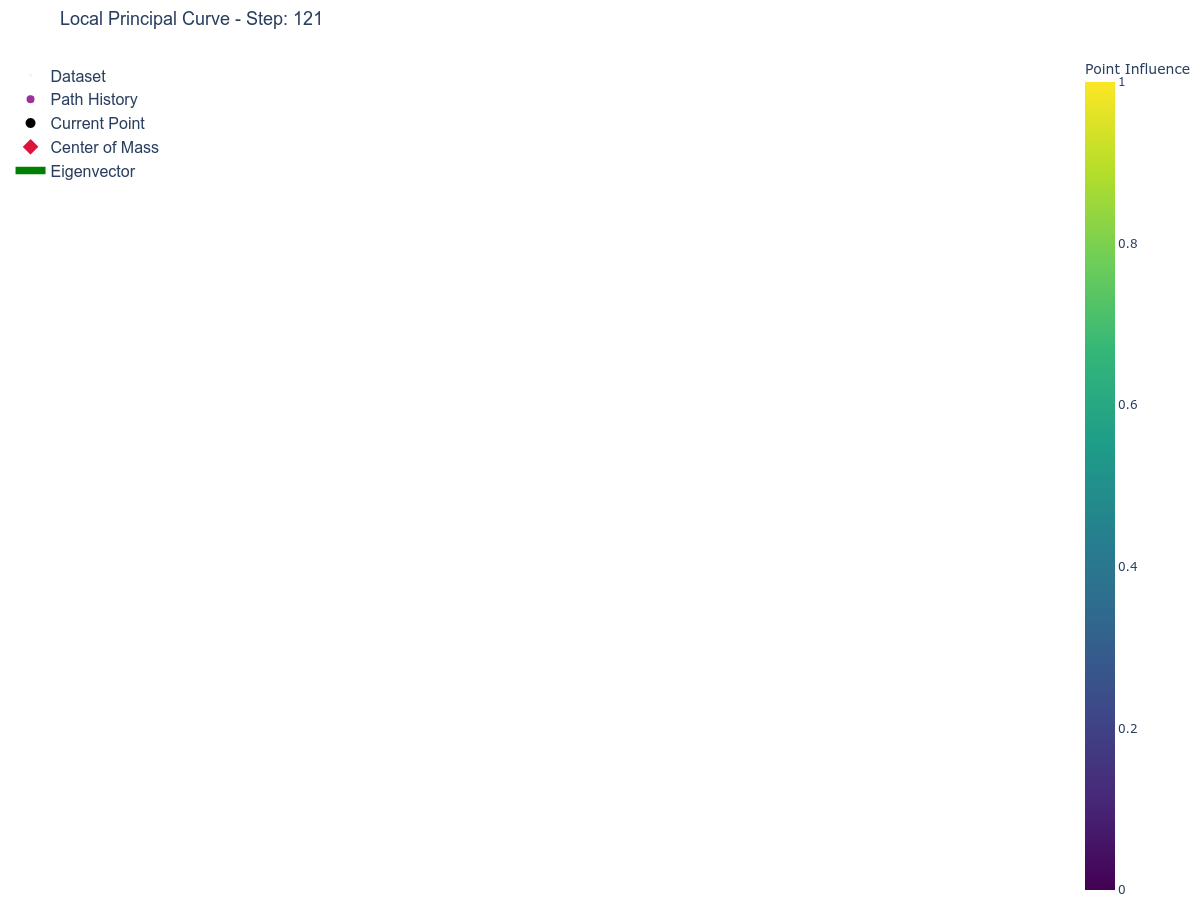 Local Principal Curve - Step: 121
Dataset
Path History
Current Point
Center of Mass
Eigenvector
Point Influence
1
0.8
0.6
0.4
0.2
0